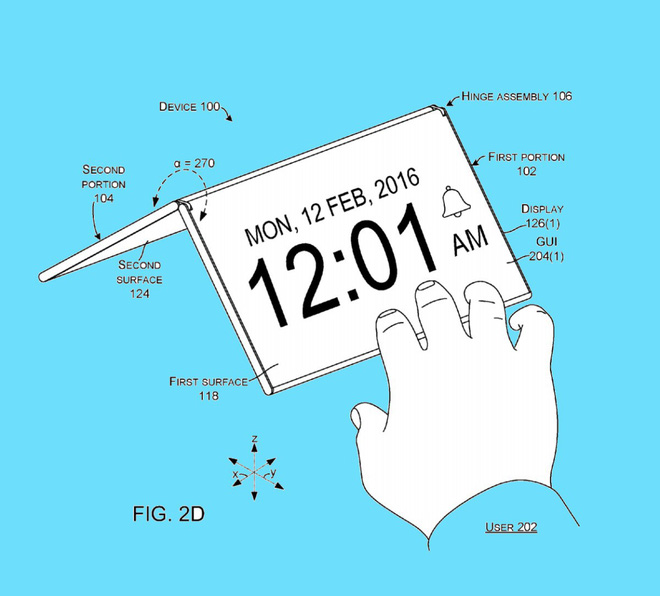 HINGE ASSEMBLY 106
DEVICE 100
α = 270
FIRST PORTION
102
SECOND
PORTION
104
MON, 12 FEB, 2016
12:01
AM
DISPLAY
126(1)
GUI
204(1)
SECOND
SURFACE
124
FIRST SURFACE
118
z
x
y
FIG. 2D
USER 202